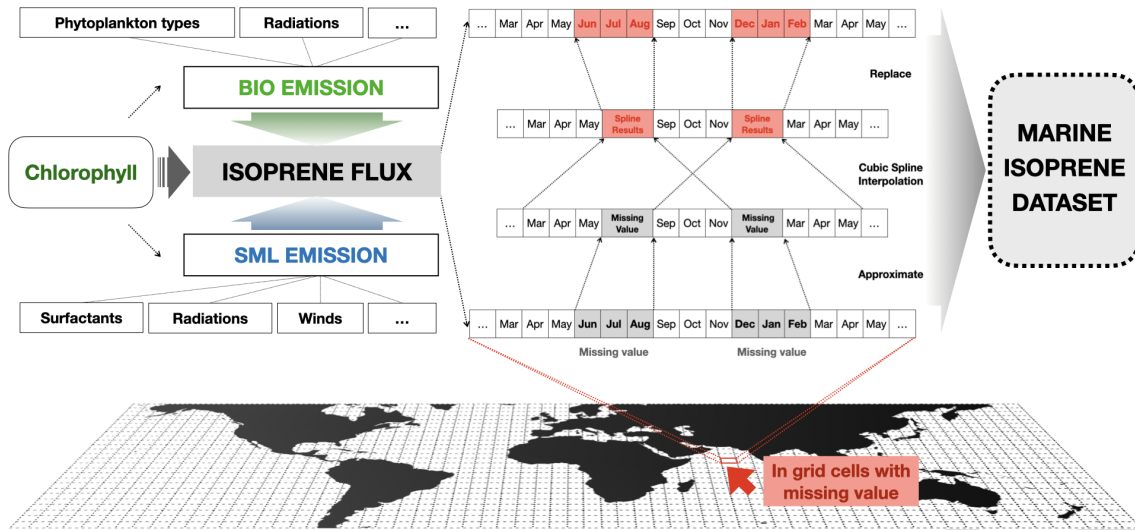 Phytoplankton types
Radiations
...
BIO EMISSION
Chlorophyll
ISOPRENE FLUX
SML EMISSION
Surfactants
Radiations
Winds
...
... Mar Apr May Jun Jul Aug Sep Oct Nov Dec Jan Feb Mar Apr May ...
Replace
... Mar Apr May Spline Results Sep Oct Nov Spline Results Mar Apr May ...
Cubic Spline
Interpolation
... Mar Apr May Missing Value Sep Oct Nov Missing Value Mar Apr May ...
Approximate
... Mar Apr May Jun Jul Aug Sep Oct Nov Dec Jan Feb Mar Apr May ...
Missing value Missing value
MARINE
ISOPRENE
DATASET
In grid cells with
missing value